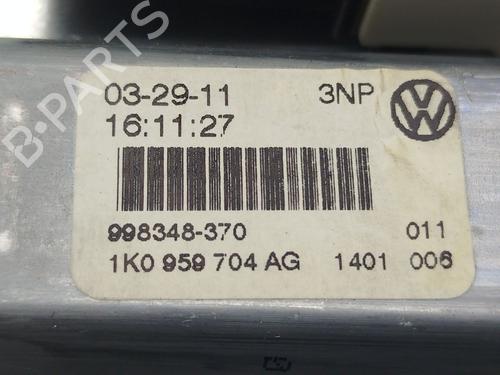 03-29-11 3NP
16:11:27
998348-370 011
1K0 959 704 AG 1401 006
B-PARTS